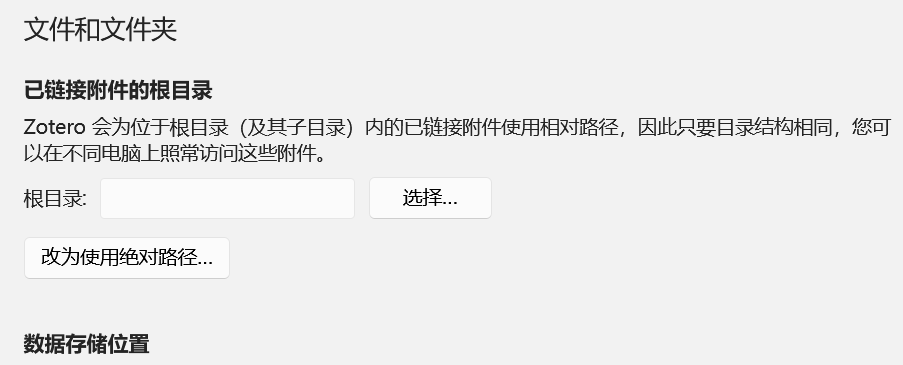 文件和文件夹
已链接附件的根目录
Zotero 会为位于根目录（及其子目录）内的已链接附件使用相对路径，因此只要目录结构相同，您可
以在不同电脑上照常访问这些附件。
根目录: 选择...
改为使用绝对路径...
数据存储位置